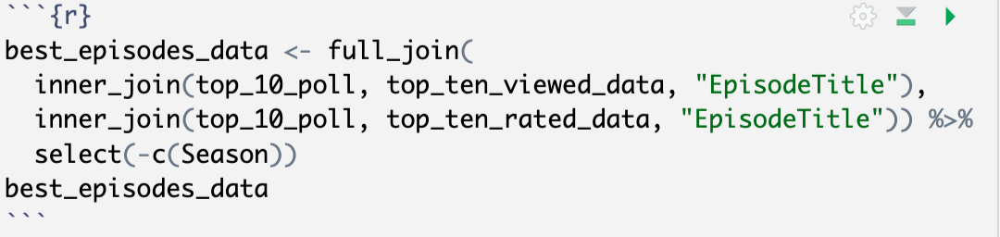 ```{r}
best_episodes_data <- full_join(
  inner_join(top_10_poll, top_ten_viewed_data, "EpisodeTitle"),
  inner_join(top_10_poll, top_ten_rated_data, "EpisodeTitle")) %>%
  select(-c(Season))
best_episodes_data
```